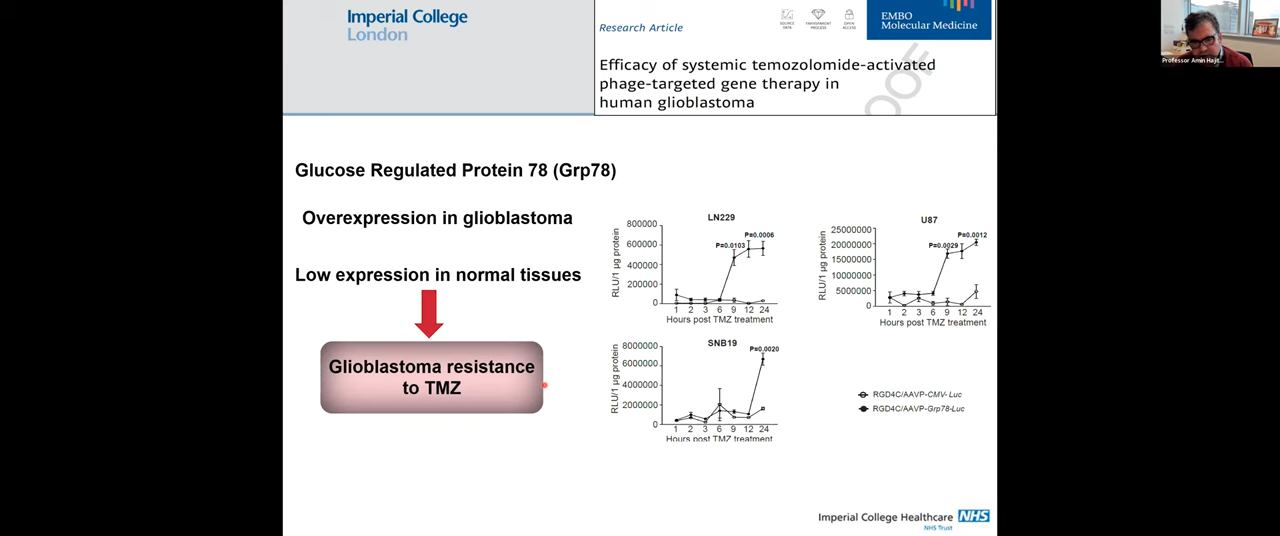 Imperial College
London
Research Article
SOURCE
DATA
TRANSPARENT
PROCESS
OPEN
ACCESS
EMBO
Molecular Medicine
Efficacy of systemic temozolomide-activated
phage-targeted gene therapy in
human glioblastoma
OOF
Professor Amin Hajit...
Glucose Regulated Protein 78 (Grp78)
Overexpression in glioblastoma
Low expression in normal tissues
Glioblastoma resistance
to TMZ
LN229
800000
600000
400000
200000
0
RLU/1 µg protein
P=0.0103
P=0.0006
1 2 3 6 9 12 24
Hours post TMZ treatment
U87
25000000
20000000
15000000
10000000
5000000
0
RLU/1 µg protein
P=0.0029
P=0.0012
1 2 3 6 9 12 24
Hours post TMZ treatment
SNB19
8000000
6000000
4000000
2000000
0
RLU/1 µg protein
P=0.0020
1 2 3 6 9 12 24
Hours post TMZ treatment
RGD4C/AAVP-CMV-Luc
RGD4C/AAVP-Grp78-Luc
Imperial College Healthcare NHS
NHS Trust